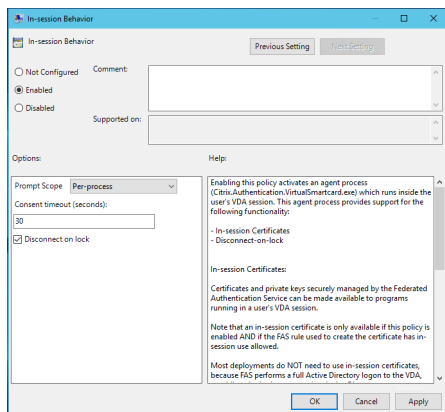 In-session Behavior
In-session Behavior
Previous Setting
Next Setting
Not Configured
Comment:
Enabled
Disabled
Supported on:
Options:
Help:
Prompt Scope
Per-process
Consent timeout (seconds):
30
Disconnect on lock
Enabling this policy activates an agent process
(Citrix.Authentication.VirtualSmartcard.exe) which runs inside the
user's VDA session. This agent process provides support for the
following functionality:
- In-session Certificates
- Disconnect-on-lock
In-session Certificates:
Certificates and private keys securely managed by the Federated
Authentication Service can be made available to programs
running in a user's VDA session.
Note that an in-session certificate is only available if this policy is
enabled AND if the FAS rule used to create the certificate has in-
session use allowed.
Most deployments do NOT need to use in-session certificates,
because FAS performs a full Active Directory logon to the VDA,
OK
Cancel
Apply